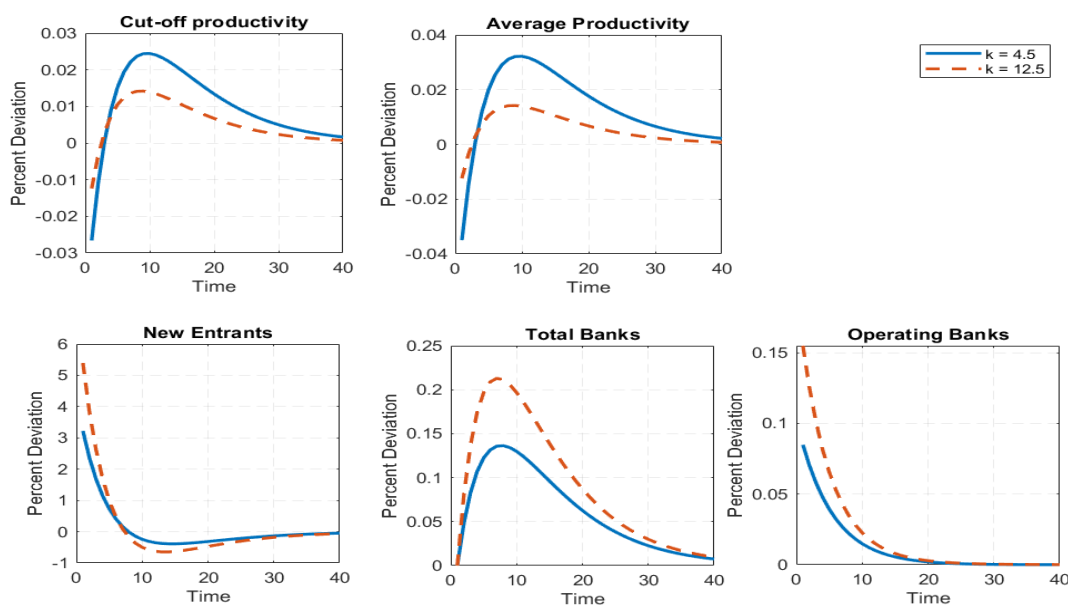 Cut-off productivity
0.03
0.02
0.01
0
-0.01
-0.02
-0.03
Percent Deviation
0 10 20 30 40
Time
Average Productivity
0.04
0.02
0
-0.02
-0.04
Percent Deviation
0 10 20 30 40
Time
k = 4.5
k = 12.5
New Entrants
6
5
4
3
2
1
0
-1
Percent Deviation
0 10 20 30 40
Time
Total Banks
0.25
0.2
0.15
0.1
0.05
0
Percent Deviation
0 10 20 30 40
Time
Operating Banks
0.15
0.1
0.05
0
Percent Deviation
0 10 20 30 40
Time